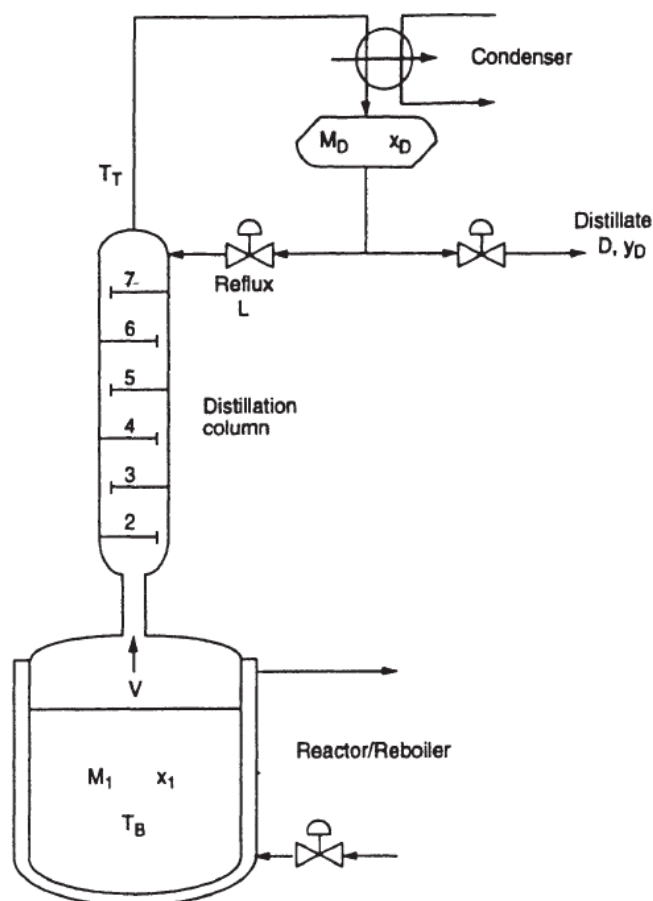 Condenser
M_D x_D
T_T
Distillate
D, y_D
Reflux
L
7
6
5
4
3
2
Distillation
column
V
Reactor/Reboiler
M_1 x_1
T_B